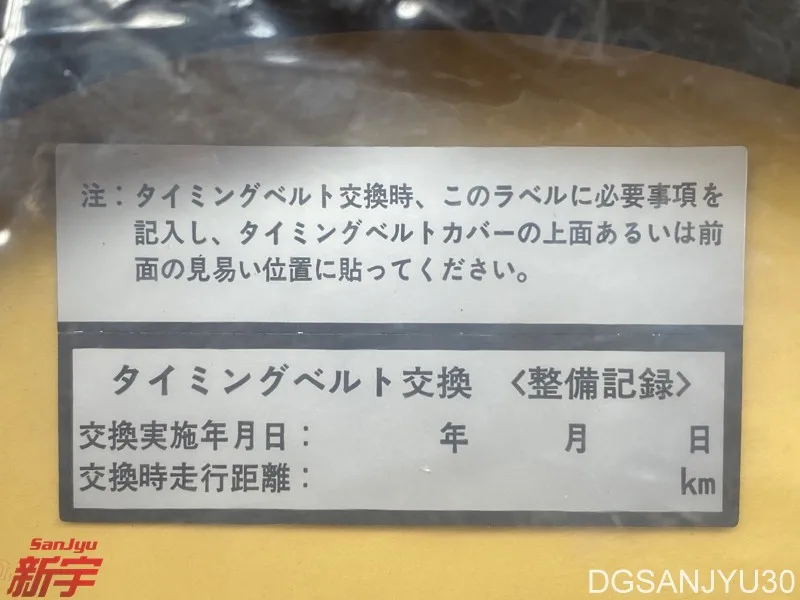 注：タイミングベルト交換時、このラベルに必要事項を
記入し、タイミングベルトカバーの上面あるいは前
面の見易い位置に貼ってください。
タイミングベルト交換 〈整備記録〉
交換実施年月日： 年 月 日
交換時走行距離： km
SanJyu
新宇
DGSANJYU30